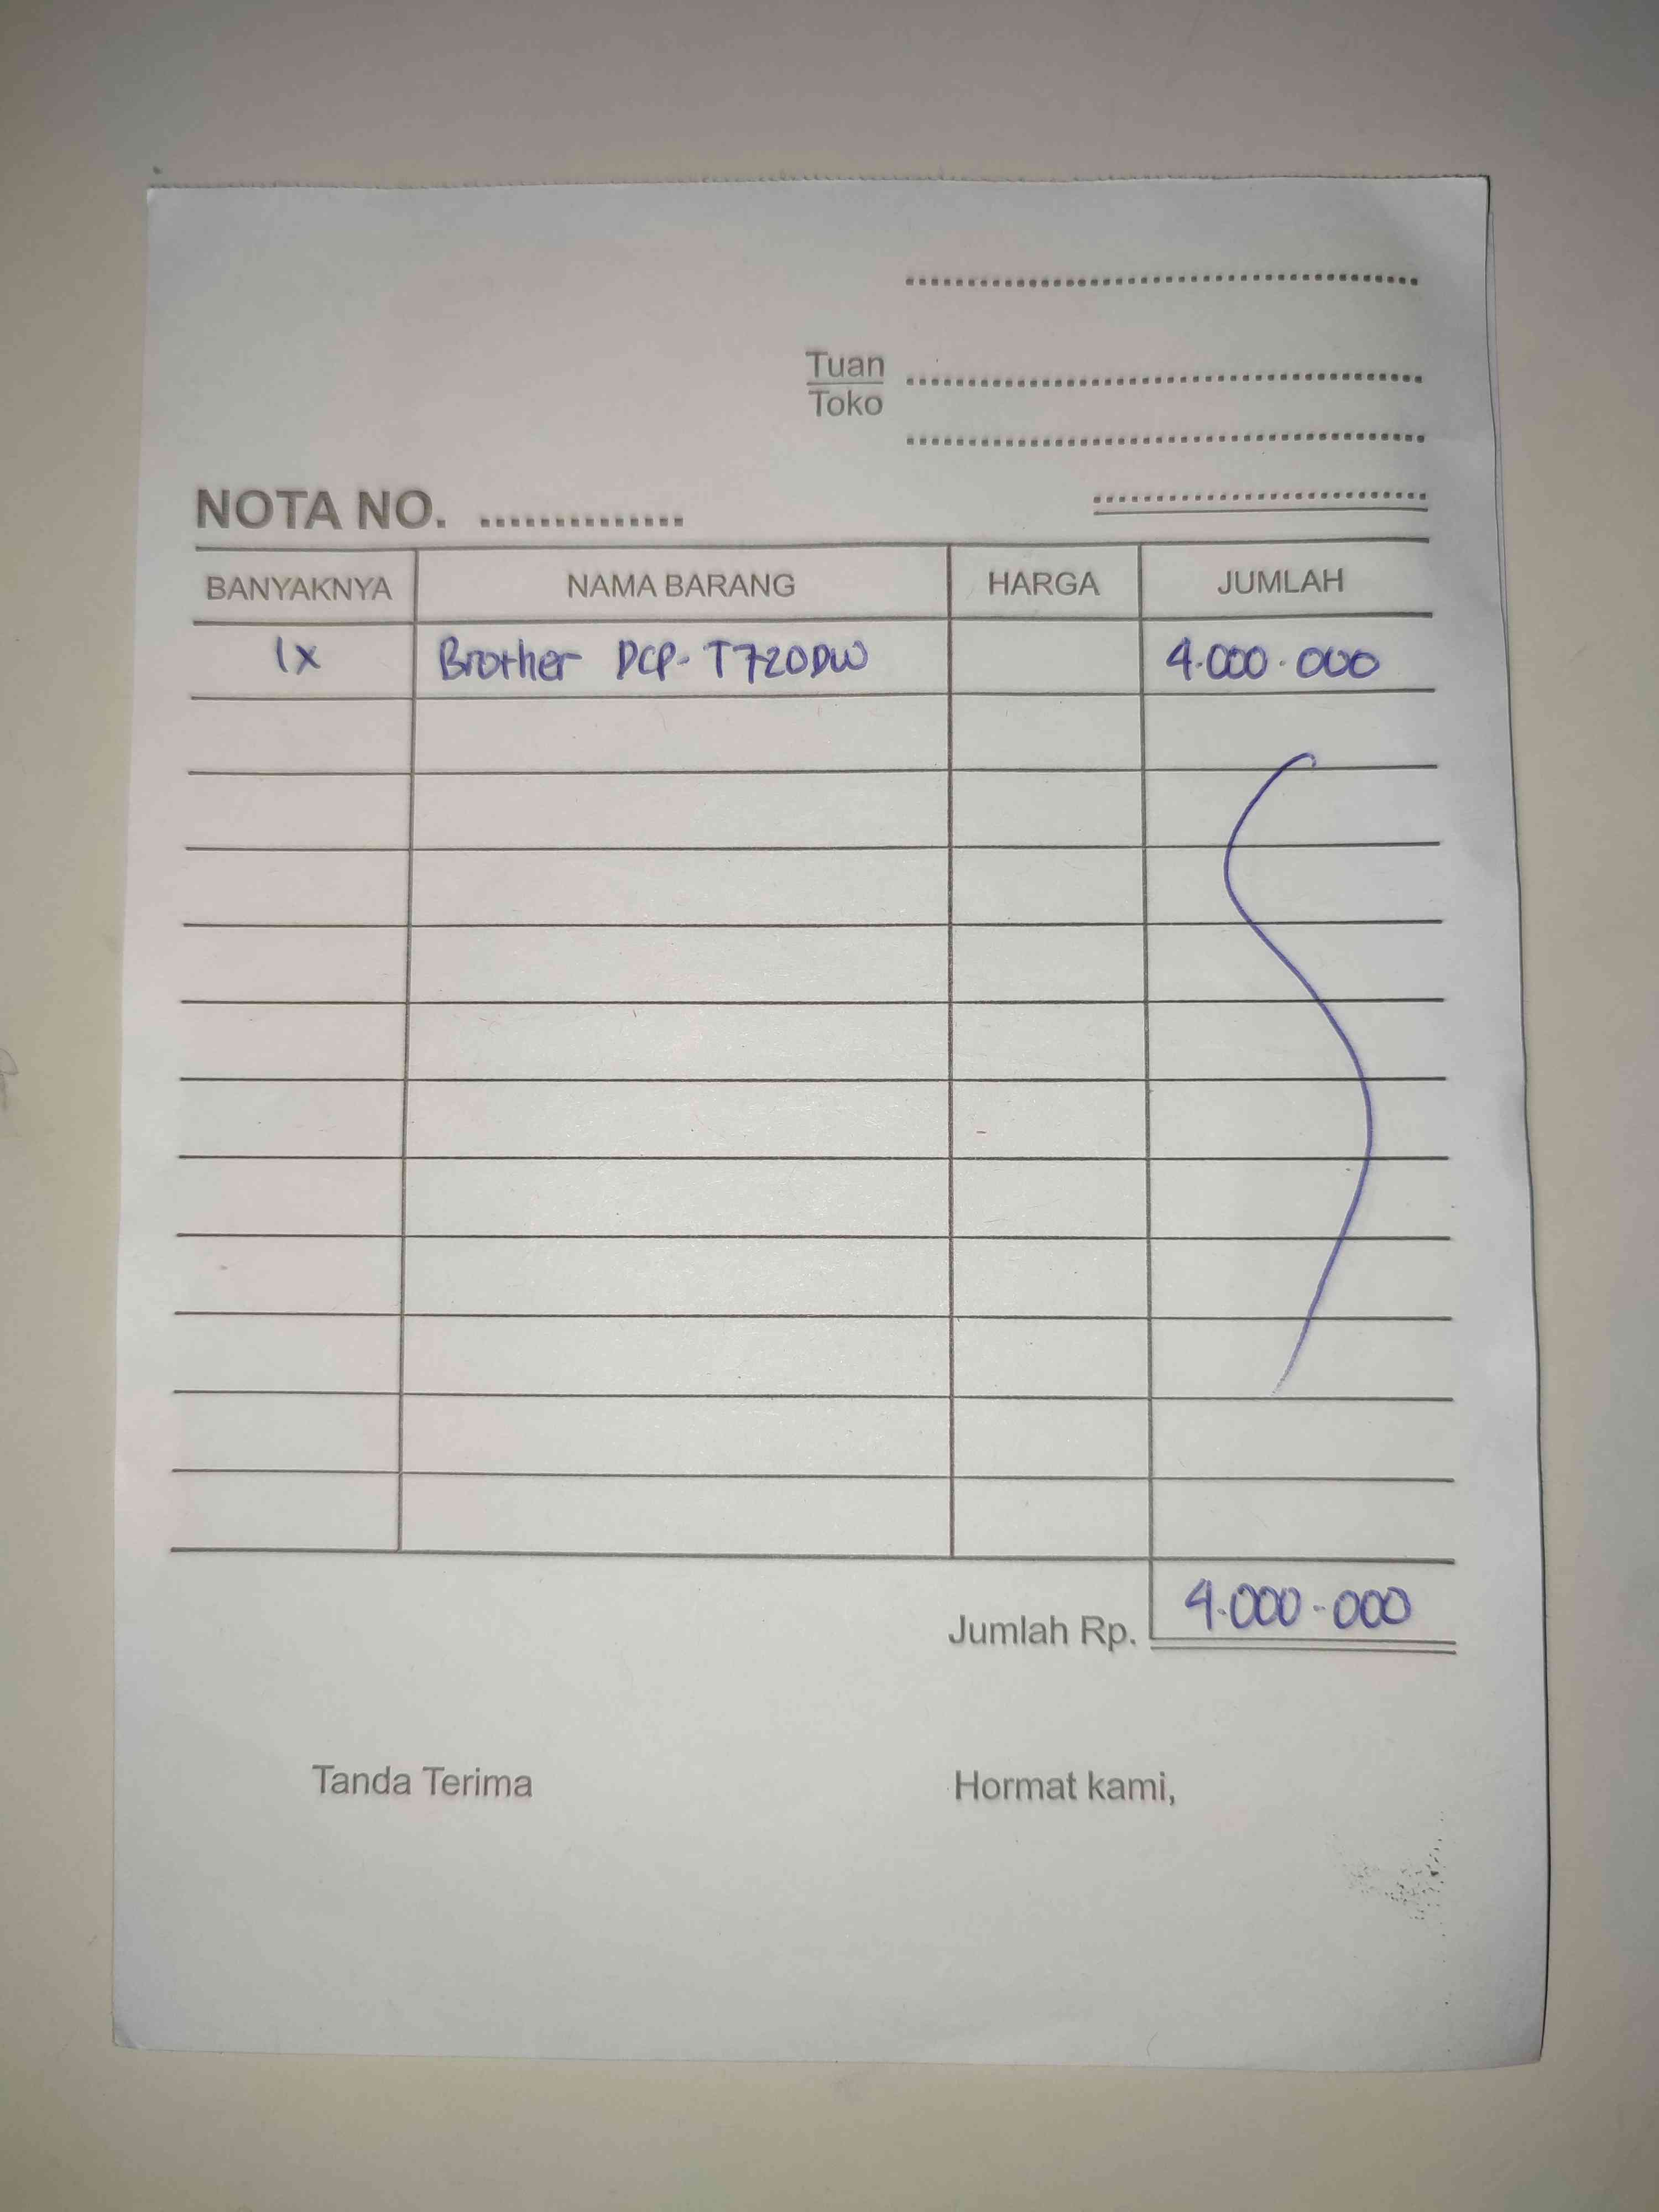 Tuan
Toko
NOTA NO. ..............
BANYAKNYA NAMA BARANG HARGA JUMLAH
1x Brother DCP-T720DW 4.000.000
Jumlah Rp. 4.000.000
Tanda Terima Hormat kami,